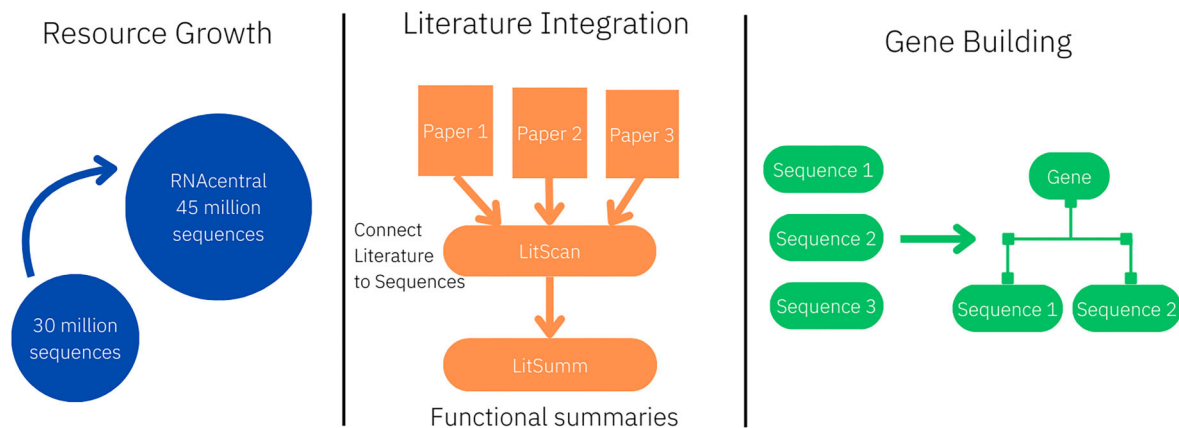 Resource Growth
RNAcentral
45 million
sequences
30 million
sequences
Literature Integration
Paper 1
Paper 2
Paper 3
Connect
Literature
to Sequences
LitScan
LitSumm
Functional summaries
Gene Building
Sequence 1
Sequence 2
Sequence 3
Gene
Sequence 1
Sequence 2